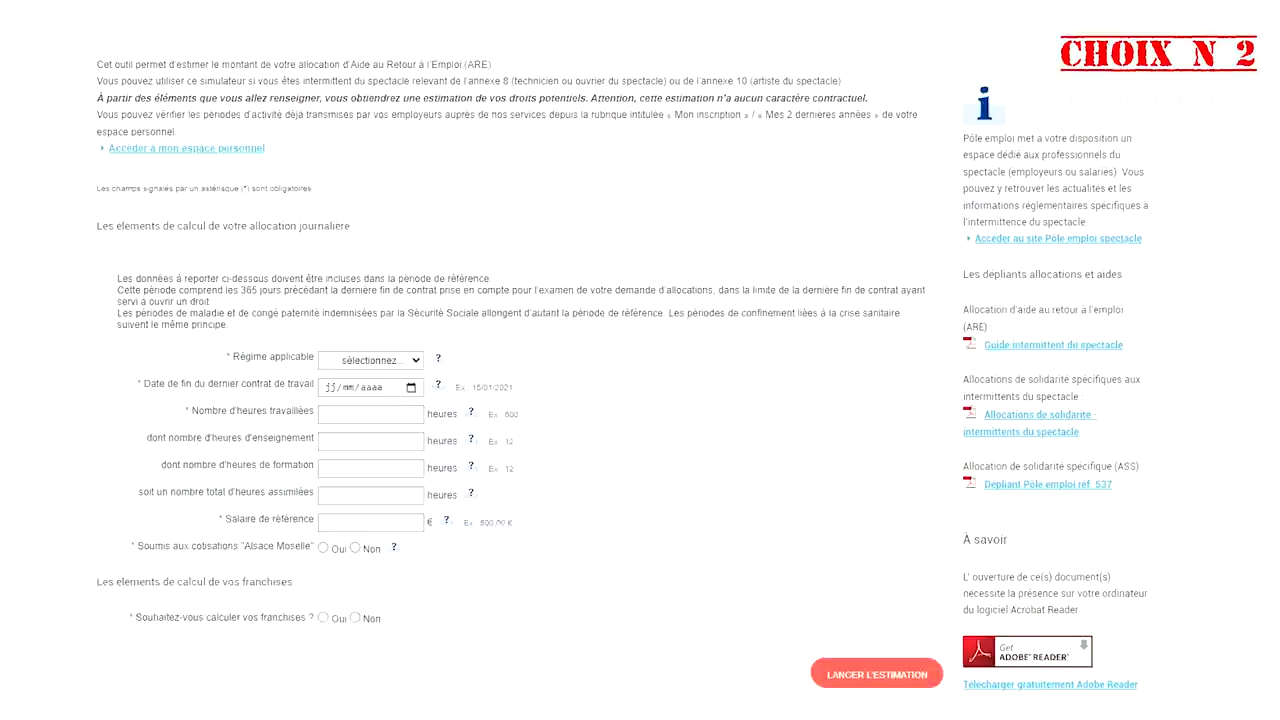 CHOIX N 2
Cet outil permet d'estimer le montant de votre allocation d'Aide au Retour à l'Emploi (ARE)
Vous pouvez utiliser ce simulateur si vous êtes intermittent du spectacle relevant de l'annexe 8 (technicien ou ouvrier du spectacle) ou de l'annexe 10 (artiste du spectacle)
À partir des éléments que vous allez renseigner, vous obtiendrez une estimation de vos droits potentiels. Attention, cette estimation n'a aucun caractère contractuel.
Vous pouvez vérifier les périodes d'activité déjà transmises par vos employeurs auprès de nos services depuis la rubrique intitulée « Mon inscription » / « Mes 2 dernières années » de votre
espace personnel
Accéder à mon espace personnel
Les champs signalés par un astérisque (*) sont obligatoires.
Les éléments de calcul de votre allocation journalière
Les données à reporter ci-dessous doivent être incluses dans la période de référence.
Cette période comprend les 365 jours précédant la dernière fin de contrat prise en compte pour l'examen de votre demande d'allocations, dans la limite de la dernière fin de contrat ayant
servi à ouvrir un droit.
Les périodes de maladie et de congé paternité indemnisées par la Sécurité Sociale allongent d'autant la période de référence. Les périodes de confinement liées à la crise sanitaire
suivent le même principe.
* Régime applicable sélectionnez... ?
* Date de fin du dernier contrat de travail jj/mm/aaaa ? Ex : 15/01/2021
* Nombre d'heures travaillées heures ? Ex : 600
dont nombre d'heures d'enseignement heures ? Ex : 12
dont nombre d'heures de formation heures ? Ex : 12
soit un nombre total d'heures assimilées heures ?
* Salaire de référence € ? Ex : 500,00 €
* Soumis aux cotisations "Alsace Moselle" Oui Non ?
Les éléments de calcul de vos franchises
* Souhaitez-vous calculer vos franchises ? Oui Non
LANCER L'ESTIMATION
i
Pôle emploi met à votre disposition un
espace dédié aux professionnels du
spectacle (employeurs ou salariés). Vous
pouvez y retrouver les actualités et les
informations réglementaires spécifiques à
l'intermittence du spectacle
Accéder au site Pôle emploi spectacle
Les dépliants allocations et aides
Allocation d'aide au retour à l'emploi
(ARE)
Guide intermittent du spectacle
Allocations de solidarité spécifiques aux
intermittents du spectacle :
Allocations de solidarité -
intermittents du spectacle
Allocation de solidarité spécifique (ASS)
Dépliant Pôle emploi réf. 537
À savoir
L' ouverture de ce(s) document(s)
nécessite la présence sur votre ordinateur
du logiciel Acrobat Reader
Get
ADOBE® READER®
Télécharger gratuitement Adobe Reader